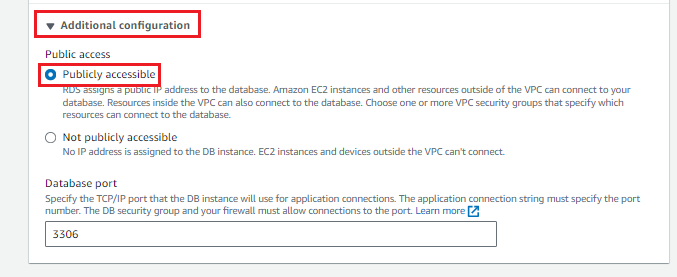 Additional configuration
Public access
Publicly accessible
RDS assigns a public IP address to the database. Amazon EC2 instances and other resources outside of the VPC can connect to your
database. Resources inside the VPC can also connect to the database. Choose one or more VPC security groups that specify which
resources can connect to the database.
Not publicly accessible
No IP address is assigned to the DB instance. EC2 instances and devices outside the VPC can't connect.
Database port
Specify the TCP/IP port that the DB instance will use for application connections. The application connection string must specify the port
number. The DB security group and your firewall must allow connections to the port. Learn more
3306